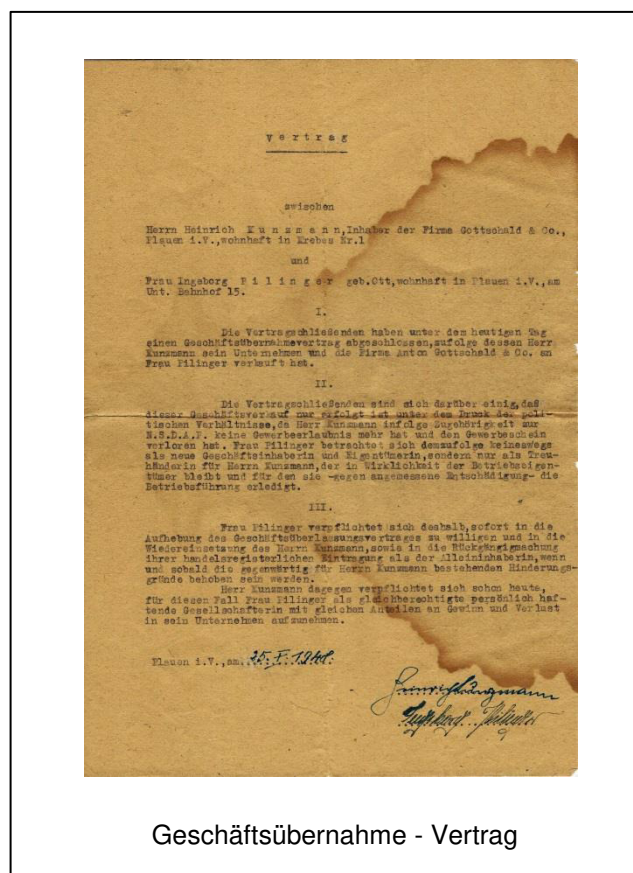 Vertrag
zwischen
Herrn Heinrich Kunzmann, Inhaber der Firma Gottschald & Co.,
Plauen i.V., wohnhaft in Krebes Nr.1
und
Frau Ingeborg Pilinger geb.Ott, wohnhaft in Plauen i.V., am
Unt. Bahnhof 15.
I.
Die Vertragschließenden haben unter dem heutigen Tag
einen Geschäftsübernahmevertrag abgeschlossen, zufolge dessen Herr
Kunzmann sein Unternehmen und die Firma Anton Gottschald & Co. an
Frau Pilinger verkauft hat.
II.
Die Vertragschließenden sind sich darüber einig, daß
dieser Geschäftsverkauf nur erfolgt ist unter dem Druck der poli-
tischen Verhältnisse, da Herr Kunzmann infolge Zugehörigkeit zur
N.S.D.A.P. keine Gewerbeerlaubnis mehr hat und den Gewerbeschein
verloren hat. Frau Pilinger betrachtet sich demzufolge keineswegs
als neue Geschäftsinhaberin und Eigentümerin, sondern nur als Treu-
händerin für Herrn Kunzmann, der in Wirklichkeit der Betriebseigen-
tümer bleibt und für den sie -gegen angemessene Entschädigung- die
Betriebsführung erledigt.
III.
Frau Pilinger verpflichtet sich deshalb, sofort in die
Aufhebung des Geschäftsüberlassungsvertrages zu willigen und in die
Wiedereinsetzung des Herrn Kunzmann, sowie in die Rückgängigmachung
ihrer handelsregisterlichen Eintragung als der Alleininhaberin, wenn
und sobald die gegenwärtig für Herrn Kunzmann bestehenden Hinderungs-
gründe behoben sein werden.
Herr Kunzmann dagegen verpflichtet sich schon heute,
für diesen Fall Frau Pilinger als gleichberechtigte persönlich haf-
tende Gesellschafterin mit gleichen Anteilen an Gewinn und Verlust
in sein Unternehmen aufzunehmen.
Plauen i.V., am
Heinrich Kunzmann
Geschäftsübernahme - Vertrag